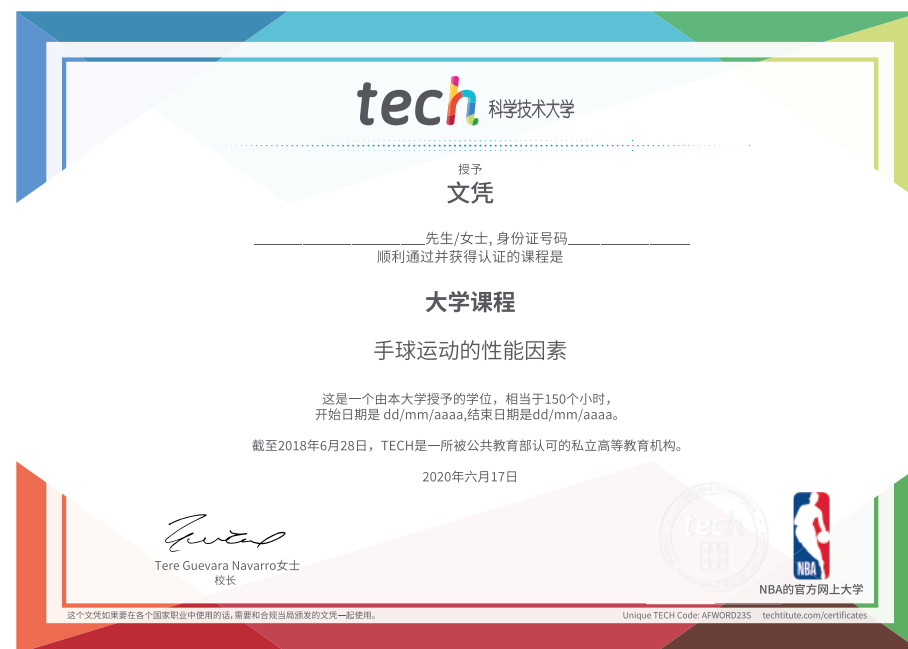 tech 科学技术大学
授予
文凭
先生/女士, 身份证号码
顺利通过并获得认证的课程是
大学课程
手球运动的性能因素
这是一个由本大学授予的学位，相当于150个小时，
开始日期是 dd/mm/aaaa,结束日期是dd/mm/aaaa。
截至2018年6月28日，TECH是一所被公共教育部认可的私立高等教育机构。
2020年六月17日
tech
NBA
Tere Guevara Navarro女士
校长
NBA的官方网上大学
这个文凭如果要在各个国家职业中使用的话,需要和合规当局颁发的文凭一起使用。
Unique TECH Code: AFWORD23S techtitute.com/certificates